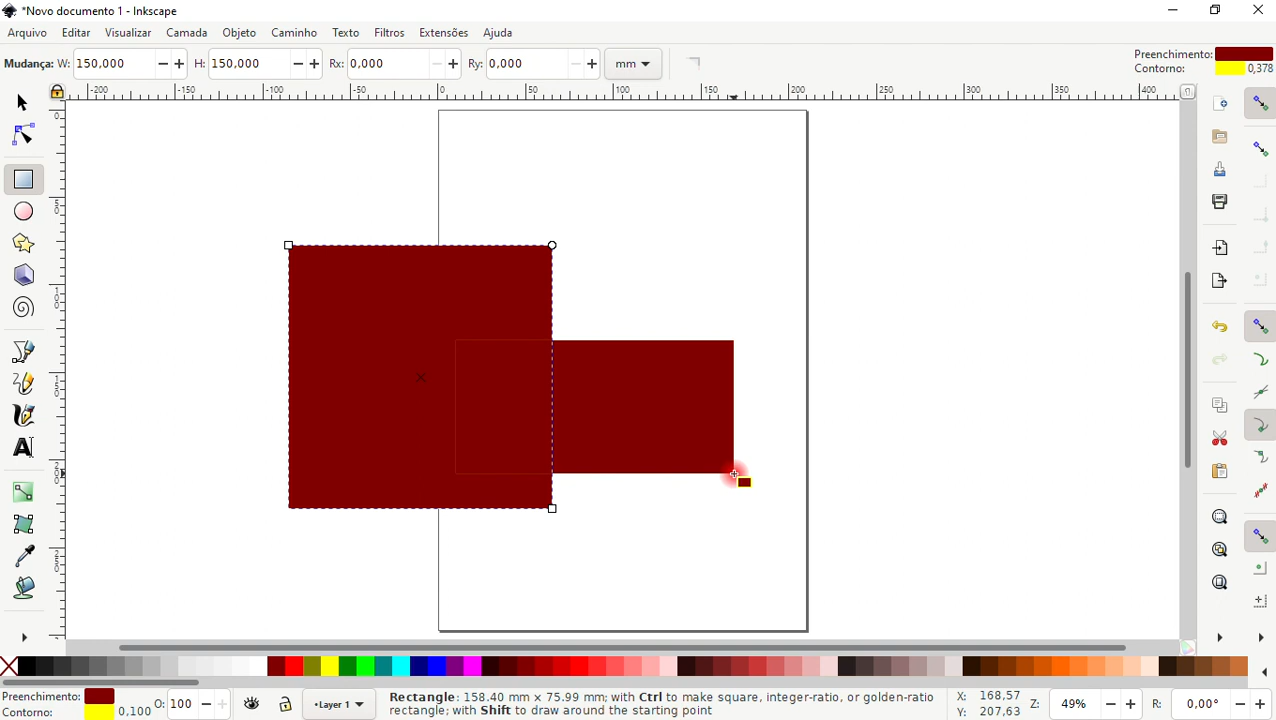 *Novo documento 1 - Inkscape
Arquivo Editar Visualizar Camada Objeto Caminho Texto Filtros Extensões Ajuda
Mudança: W: 150,000 H: 150,000 Rx: 0,000 Ry: 0,00 mm
Preenchimento:
Contorno: 0,378
-200 -150 -100 -50 0 50 100 150 200 250 300 350 400
Preenchimento: O: 100 •Layer 1 Rectangle: 158.40 mm × 75.99 mm; with Ctrl to make square, integer-ratio, or golden-ratio X: 168,57 Z: 49% R: 0,00°
Contorno: 0,100 rectangle; with Shift to draw around the starting point Y: 207,63